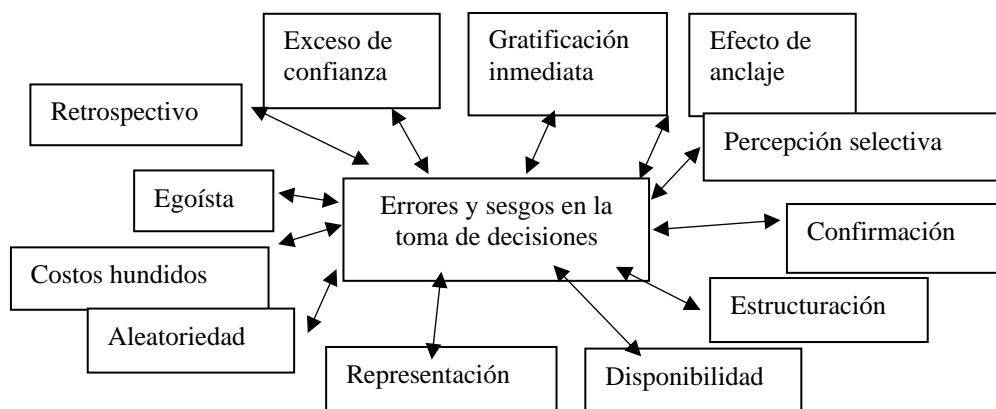 Exceso de
confianza
Gratificación
inmediata
Efecto de
anclaje
Retrospectivo
Percepción selectiva
Egoísta
Errores y sesgos en la
toma de decisiones
Confirmación
Costos hundidos
Estructuración
Aleatoriedad
Representación
Disponibilidad